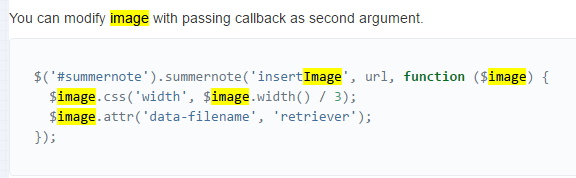 You can modify image with passing callback as second argument.
$('#summernote').summernote('insertImage', url, function ($image) {
  $image.css('width', $image.width() / 3);
  $image.attr('data-filename', 'retriever');
});